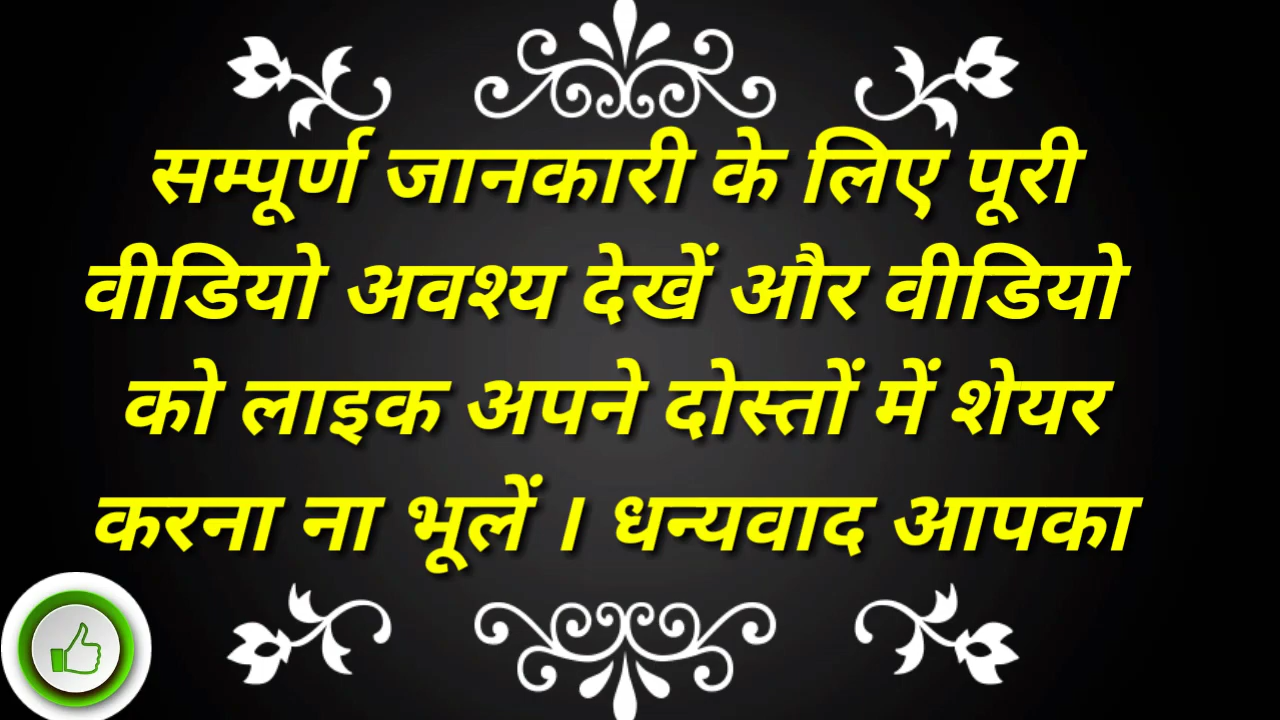 सम्पूर्ण जानकारी के लिए पूरी
वीडियो अवश्य देखें और वीडियो
को लाइक अपने दोस्तों में शेयर
करना ना भूलें । धन्यवाद आपका